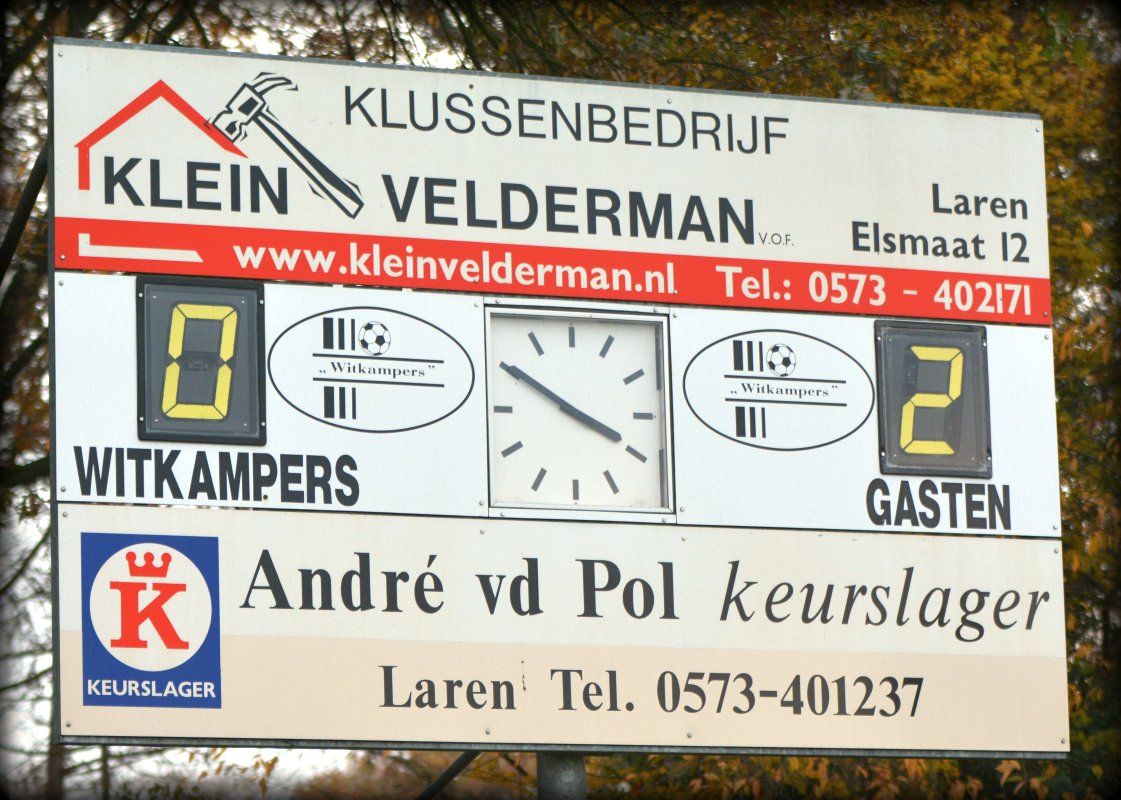 KLUSSENBEDRIJF
KLEIN VELDERMAN V.O.F.
Laren
Elsmaat 12
www.kleinvelderman.nl Tel.: 0573 - 402171
0
„Witkampers”
„Witkampers”
2
WITKAMPERS
GASTEN
K
KEURSLAGER
André vd Pol keurslager
Laren Tel. 0573-401237